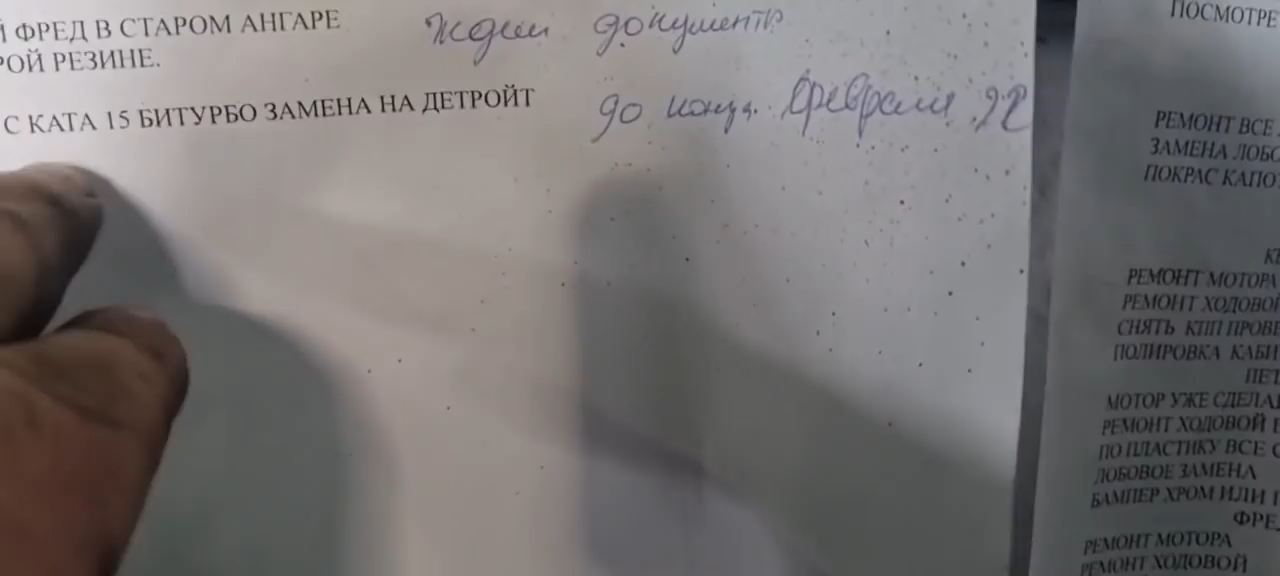 Й ФРЕД В СТАРОМ АНГАРЕ
РОЙ РЕЗИНЕ.
С КАТА 15 БИТУРБО ЗАМЕНА НА ДЕТРОЙТ
ждем документы
до конца февраля 22
ПОСМОТРЕ
РЕМОНТ ВСЕ
ЗАМЕНА ЛОБО
ПОКРАС КАПО
РЕМОНТ МОТОРА
РЕМОНТ ХОДОВОЙ
СНЯТЬ КПП ПРОВЕ
ПОЛИРОВКА КАБИ
ПЕТ
МОТОР УЖЕ СДЕЛА
РЕМОНТ ХОДОВОЙ
ПО ПЛАСТИКУ ВСЕ
ЛОБОВОЕ ЗАМЕНА
БАМПЕР ХРОМ ИЛИ
ФРЕ
РЕМОНТ МОТОРА
РЕМОНТ ХОДОВОЙ